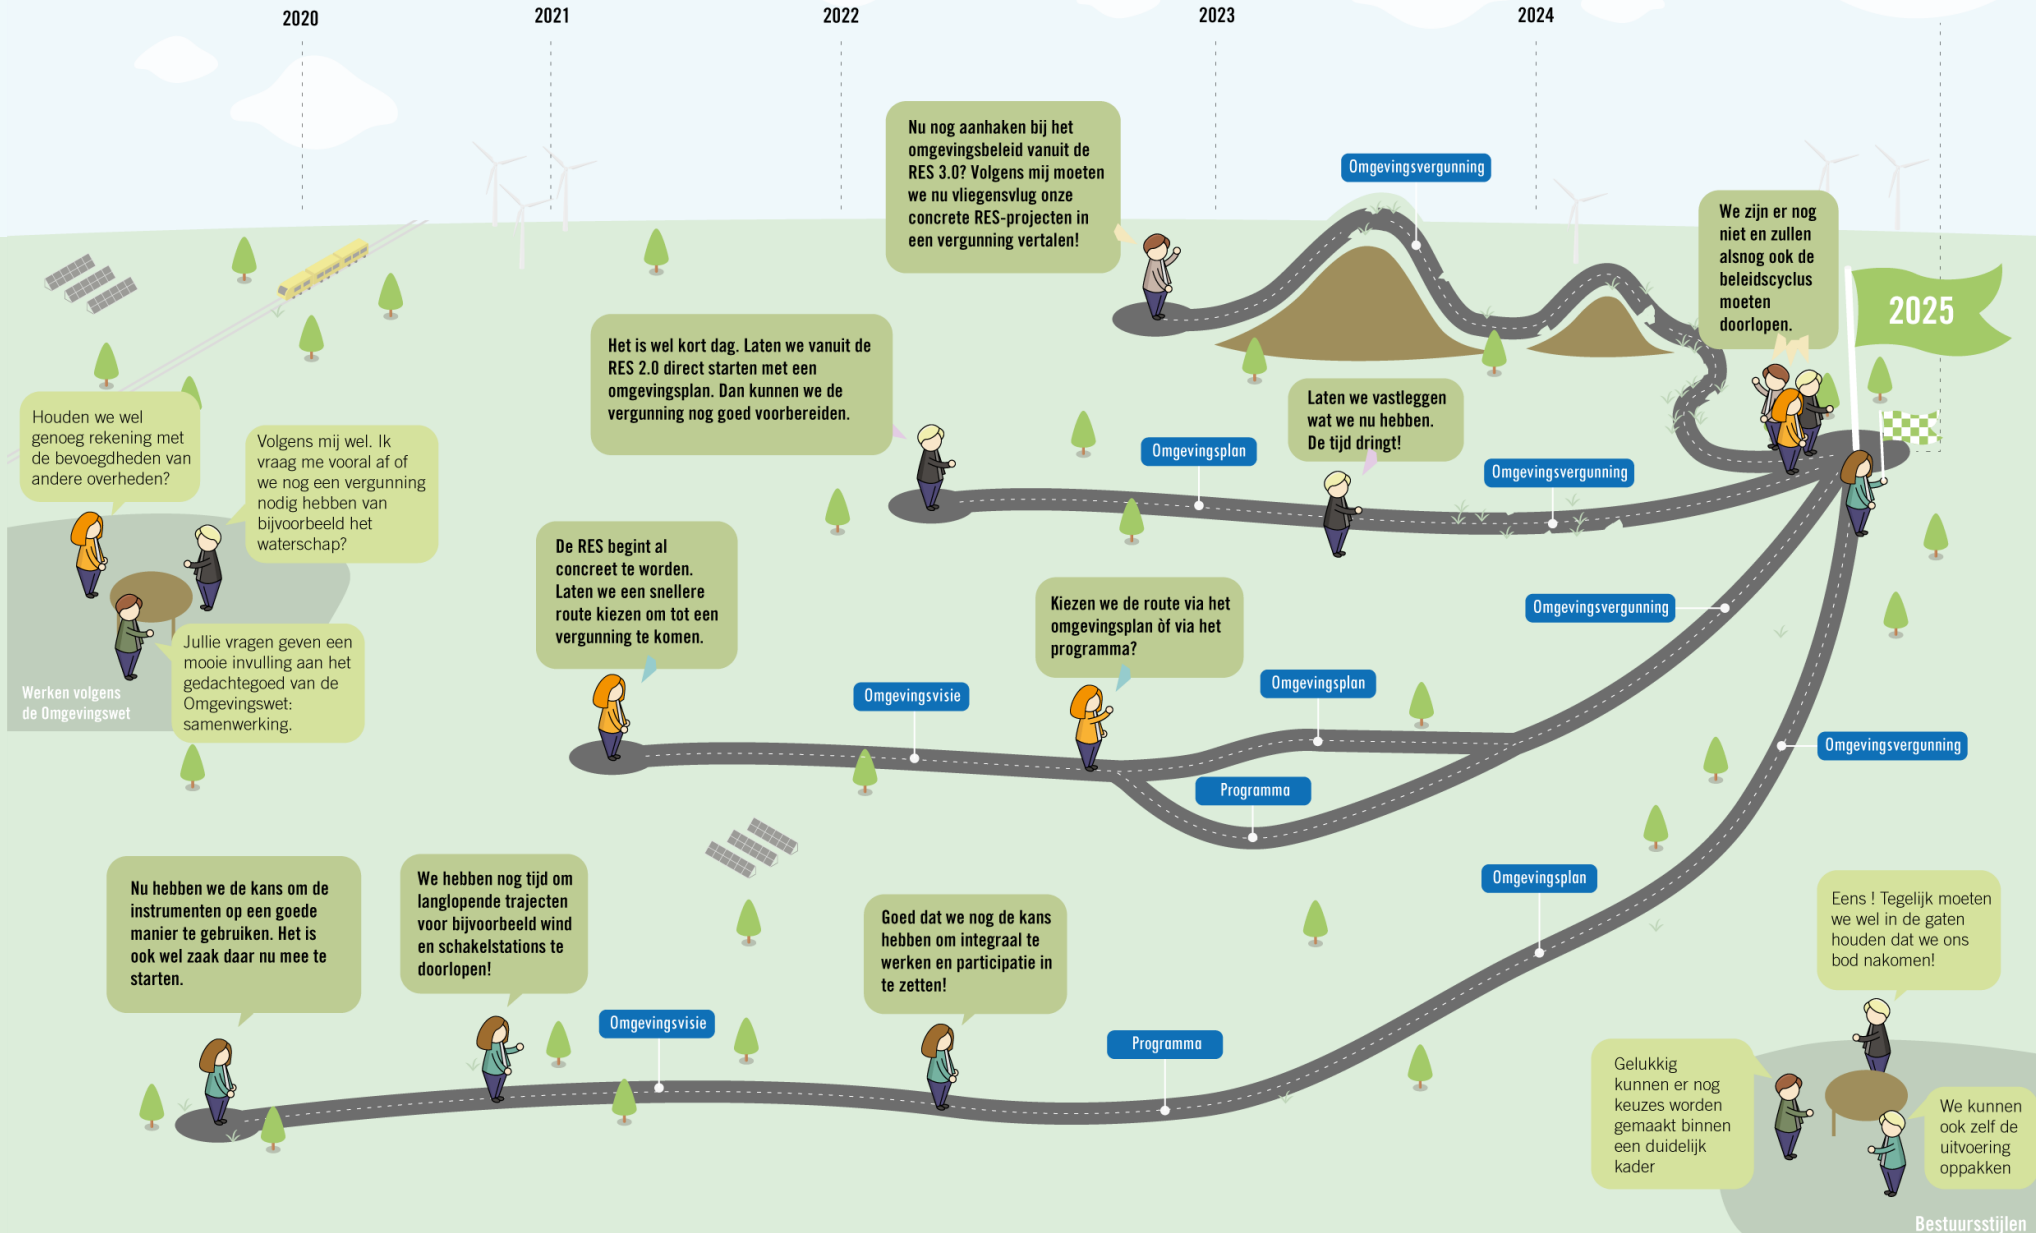 2020
2021
2022
2023
2024
Nu nog aanhaken bij het
omgevingsbeleid vanuit de
RES 3.0? Volgens mij moeten
we nu vliegensvlug onze
concrete RES-projecten in
een vergunning vertalen!
Omgevingsvergunning
We zijn er nog
niet en zullen
alsnog ook de
beleidscyclus
moeten
doorlopen.
2025
Het is wel kort dag. Laten we vanuit de
RES 2.0 direct starten met een
omgevingsplan. Dan kunnen we de
vergunning nog goed voorbereiden.
Laten we vastleggen
wat we nu hebben.
De tijd dringt!
Omgevingsplan
Omgevingsvergunning
Houden we wel
genoeg rekening met
de bevoegdheden van
andere overheden?
Volgens mij wel. Ik
vraag me vooral af of
we nog een vergunning
nodig hebben van
bijvoorbeeld het
waterschap?
Jullie vragen geven een
mooie invulling aan het
gedachtegoed van de
Omgevingswet:
samenwerking.
Werken volgens
de Omgevingswet
De RES begint al
concreet te worden.
Laten we een snellere
route kiezen om tot een
vergunning te komen.
Kiezen we de route via het
omgevingsplan òf via het
programma?
Omgevingsvergunning
Omgevingsvisie
Omgevingsplan
Programma
Omgevingsvergunning
Nu hebben we de kans om de
instrumenten op een goede
manier te gebruiken. Het is
ook wel zaak daar nu mee te
starten.
We hebben nog tijd om
langlopende trajecten
voor bijvoorbeeld wind
en schakelstations te
doorlopen!
Goed dat we nog de kans
hebben om integraal te
werken en participatie in
te zetten!
Omgevingsplan
Omgevingsvisie
Programma
Eens ! Tegelijk moeten
we wel in de gaten
houden dat we ons
bod nakomen!
Gelukkig
kunnen er nog
keuzes worden
gemaakt binnen
een duidelijk
kader
We kunnen
ook zelf de
uitvoering
oppakken
Bestuursstijlen